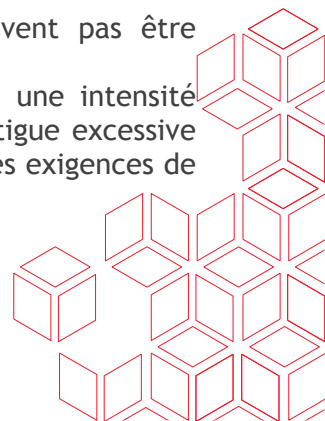 vent pas être
une intensité
tigue excessive
es exigences de